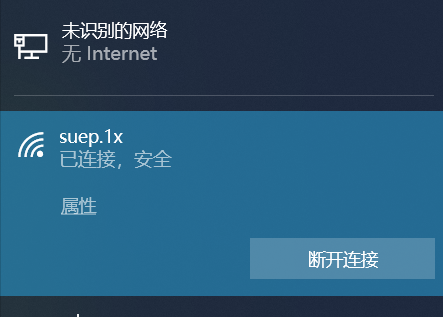 未识别的网络
无 Internet
suep.1x
已连接，安全
属性
断开连接